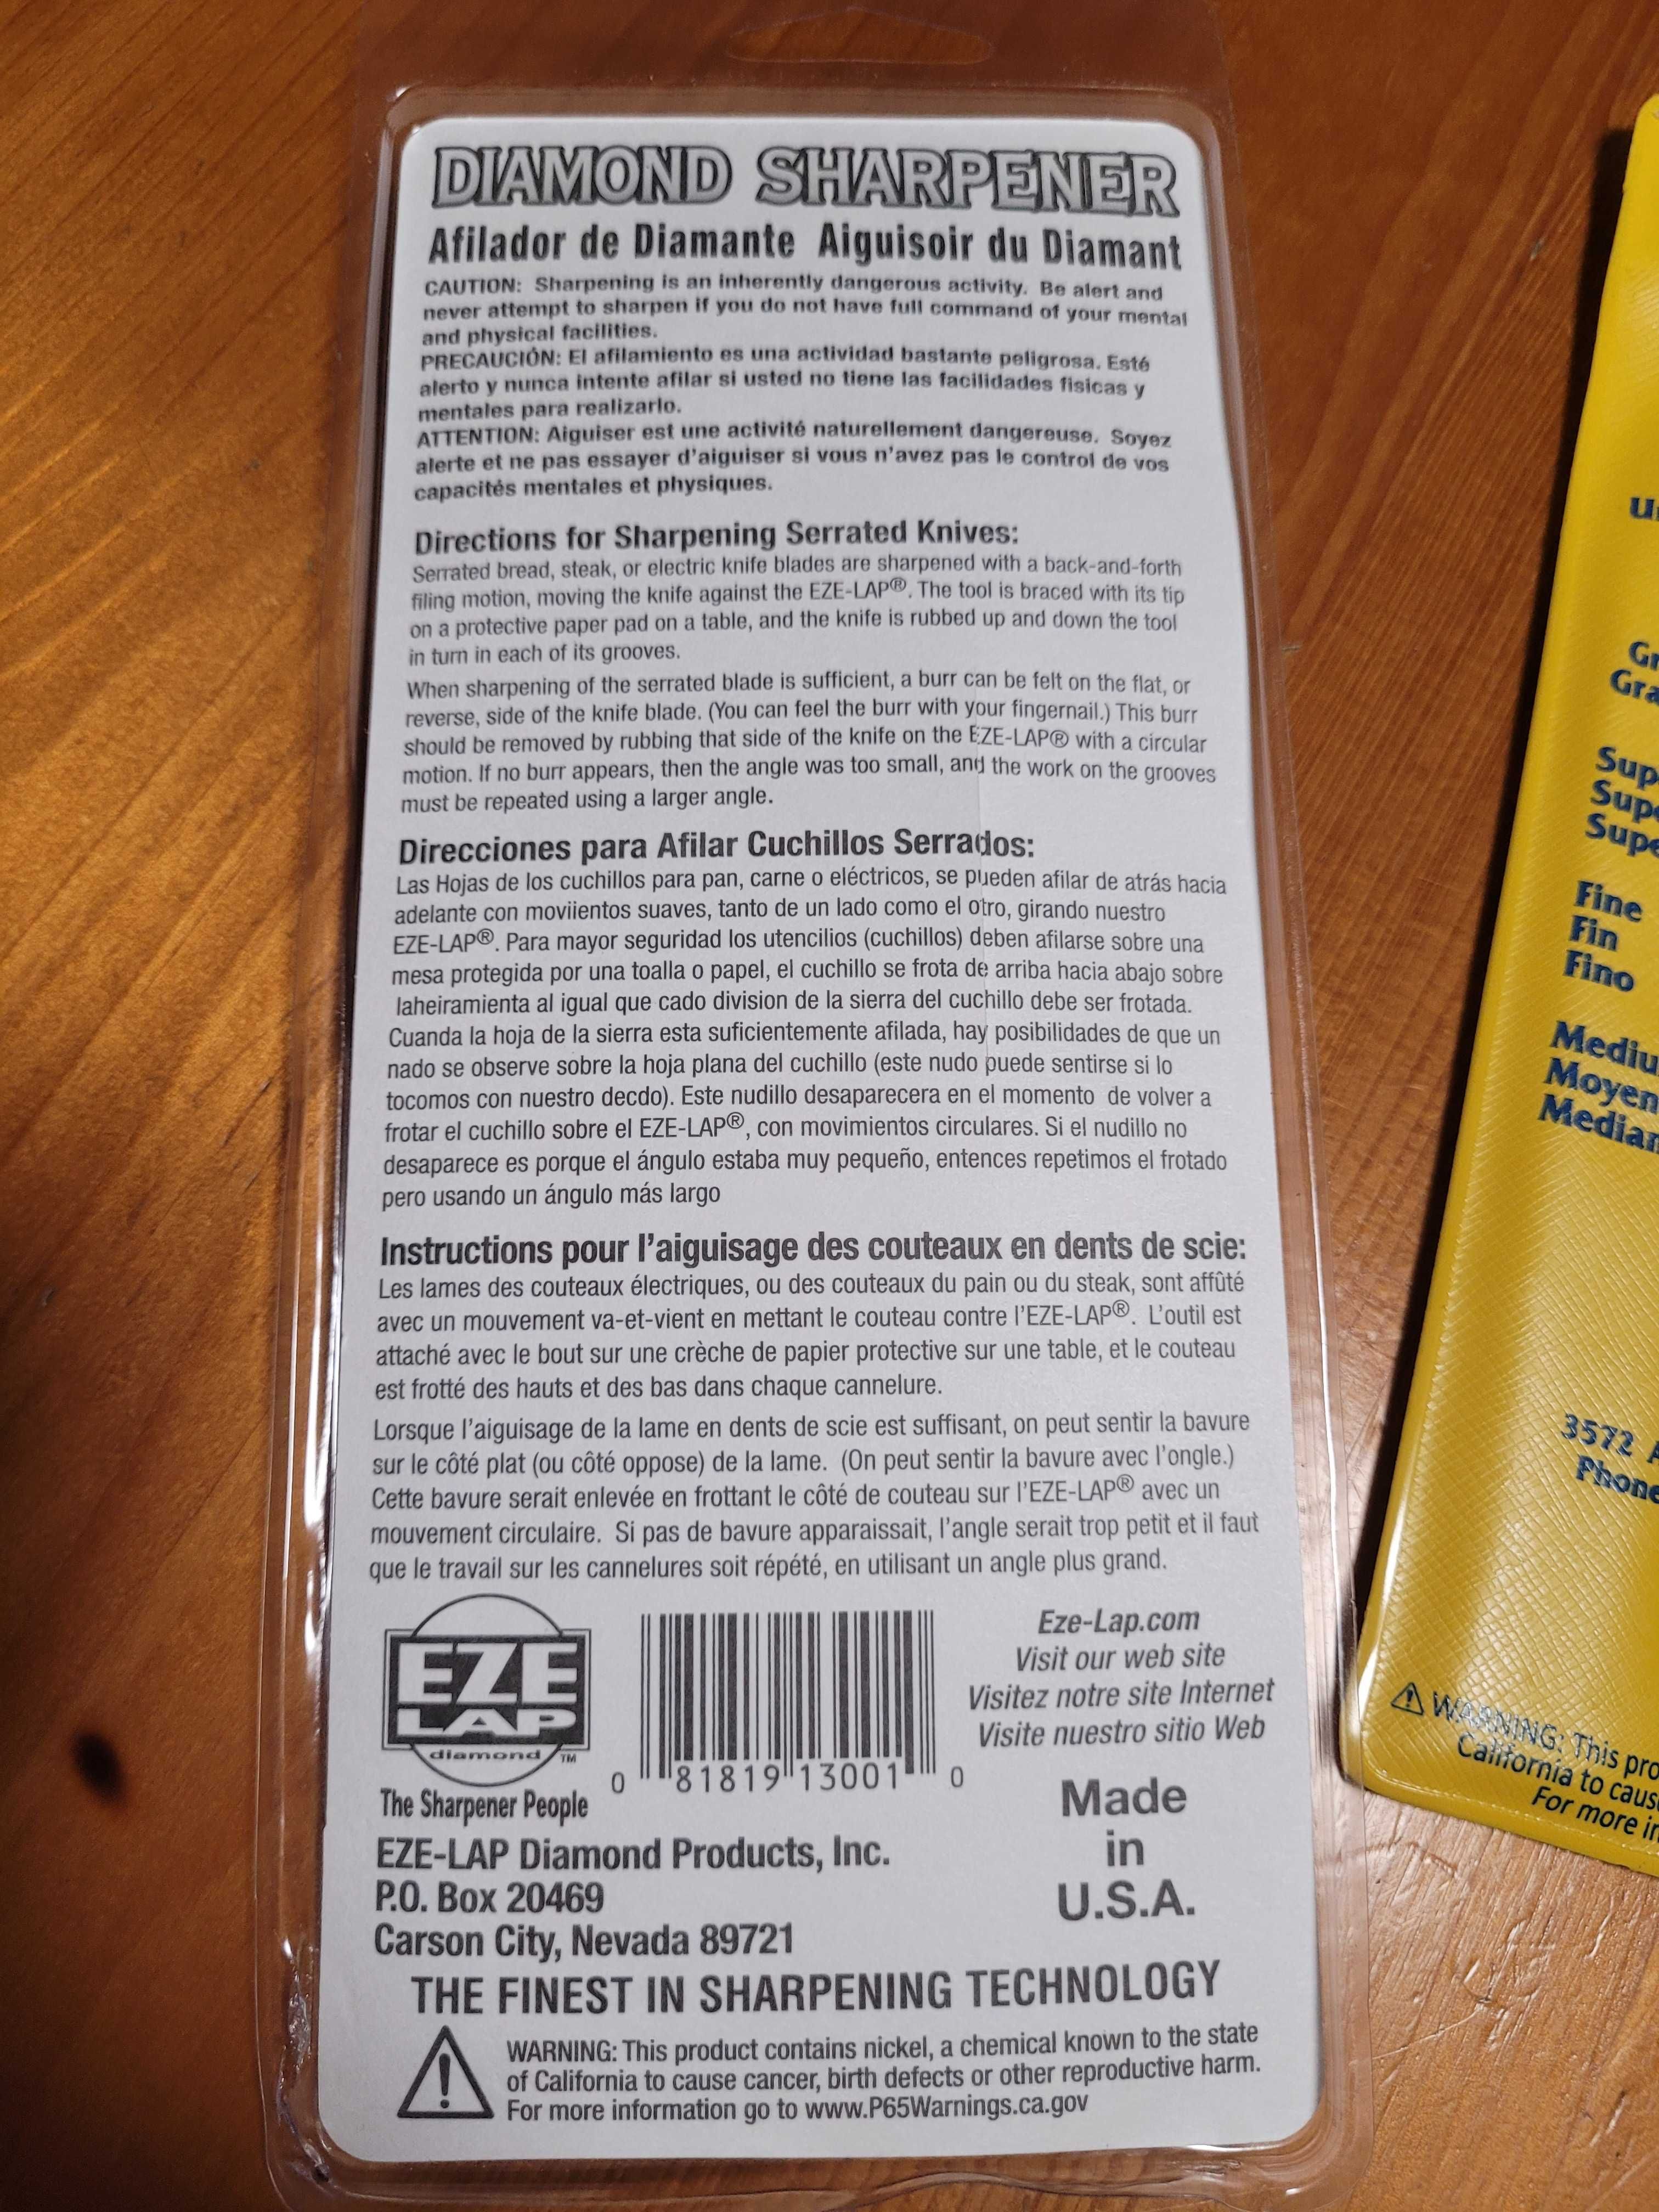 DIAMOND SHARPENER
Afilador de Diamante Aiguisoir du Diamant
CAUTION: Sharpening is an inherently dangerous activity. Be alert and
never attempt to sharpen if you do not have full command of your mental
and physical facilities.
PRECAUCIÓN: El afilamiento es una actividad bastante peligrosa. Esté
alerto y nunca intente afilar si usted no tiene las facilidades fisicas y
mentales para realizarlo.
ATTENTION: Aiguiser est une activité naturellement dangereuse. Soyez
alerte et ne pas essayer d'aiguiser si vous n'avez pas le control de vos
capacités mentales et physiques.
Directions for Sharpening Serrated Knives:
Serrated bread, steak, or electric knife blades are sharpened with a back-and-forth
filing motion, moving the knife against the EZE-LAP®. The tool is braced with its tip
on a protective paper pad on a table, and the knife is rubbed up and down the tool
in turn in each of its grooves.
When sharpening of the serrated blade is sufficient, a burr can be felt on the flat, or
reverse, side of the knife blade. (You can feel the burr with your fingernail.) This burr
should be removed by rubbing that side of the knife on the EZE-LAP® with a circular
motion. If no burr appears, then the angle was too small, and the work on the grooves
must be repeated using a larger angle.
Direcciones para Afilar Cuchillos Serrados:
Las Hojas de los cuchillos para pan, carne o eléctricos, se pueden afilar de atrás hacia
adelante con moviientos suaves, tanto de un lado como el otro, girando nuestro
EZE-LAP®. Para mayor seguridad los utencilios (cuchillos) deben afilarse sobre una
mesa protegida por una toalla o papel, el cuchillo se frota de arriba hacia abajo sobre
laheiramienta al igual que cado division de la sierra del cuchillo debe ser frotada.
Cuanda la hoja de la sierra esta suficientemente afilada, hay posibilidades de que un
nado se observe sobre la hoja plana del cuchillo (este nudo puede sentirse si lo
tocomos con nuestro decdo). Este nudillo desaparecera en el momento de volver a
frotar el cuchillo sobre el EZE-LAP®, con movimientos circulares. Si el nudillo no
desaparece es porque el ángulo estaba muy pequeño, entences repetimos el frotado
pero usando un ángulo más largo
Instructions pour l'aiguisage des couteaux en dents de scie:
Les lames des couteaux électriques, ou des couteaux du pain ou du steak, sont affûté
avec un mouvement va-et-vient en mettant le couteau contre l'EZE-LAP®. L'outil est
attaché avec le bout sur une crèche de papier protective sur une table, et le couteau
est frotté des hauts et des bas dans chaque cannelure.
Lorsque l'aiguisage de la lame en dents de scie est suffisant, on peut sentir la bavure
sur le côté plat (ou côté oppose) de la lame. (On peut sentir la bavure avec l'ongle.)
Cette bavure serait enlevée en frottant le côté de couteau sur l'EZE-LAP® avec un
mouvement circulaire. Si pas de bavure apparaissait, l'angle serait trop petit et il faut
que le travail sur les cannelures soit répété, en utilisant un angle plus grand.
EZE
LAP
diamond TM
The Sharpener People
0 81819 13001 0
Eze-Lap.com
Visit our web site
Visitez notre site Internet
Visite nuestro sitio Web
Made
in
U.S.A.
EZE-LAP Diamond Products, Inc.
P.O. Box 20469
Carson City, Nevada 89721
THE FINEST IN SHARPENING TECHNOLOGY
WARNING: This product contains nickel, a chemical known to the state
of California to cause cancer, birth defects or other reproductive harm.
For more information go to www.P65Warnings.ca.gov
Fine
Fin
Fino
3572
Phone
WARNING: This
California to
For more